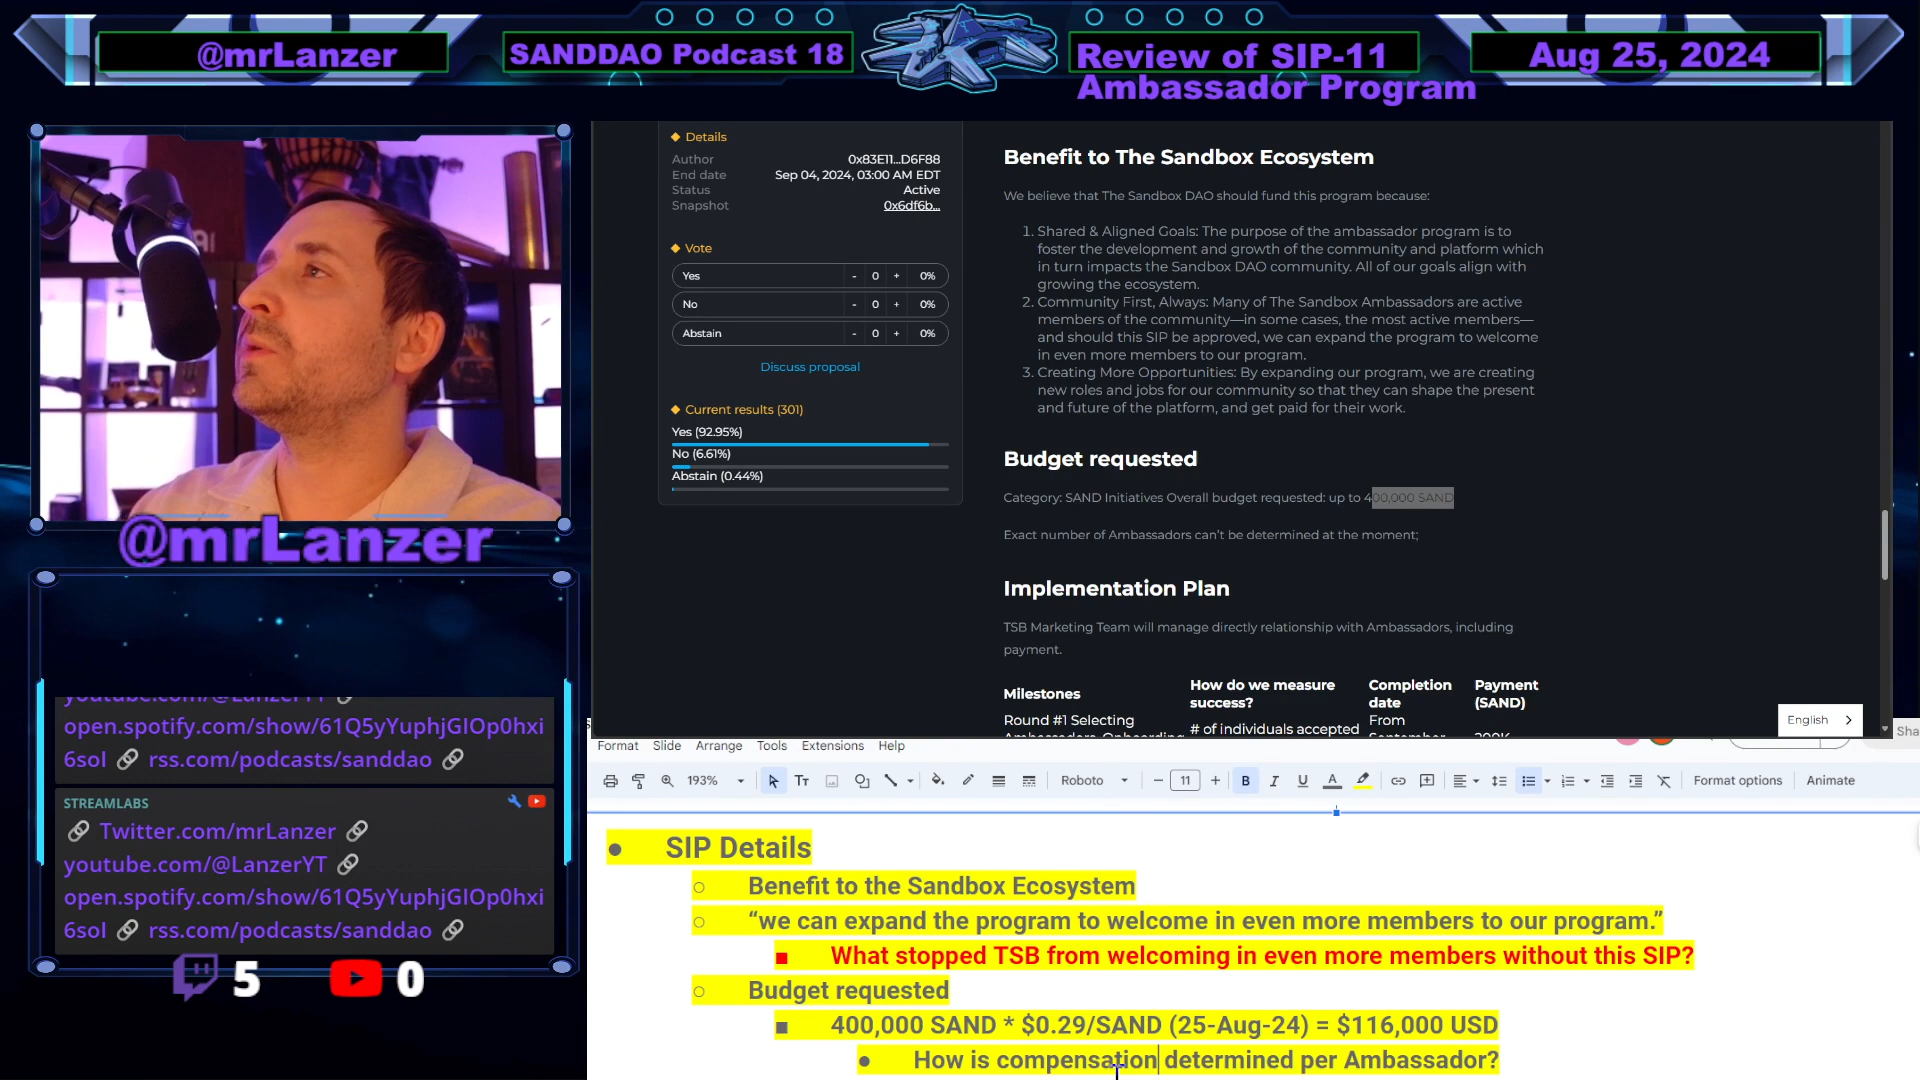 @mrLanzer
SANDDAO Podcast 18
Review of SIP-11
Ambassador Program
Aug 25, 2024
Details
Author 0x83E11...D6F88
End date Sep 04, 2024, 03:00 AM EDT
Status Active
Snapshot 0x6df6b...
Vote
Yes - 0 + 0%
No - 0 + 0%
Abstain - 0 + 0%
Discuss proposal
Current results (301)
Yes (92.95%)
No (6.61%)
Abstain (0.44%)
Benefit to The Sandbox Ecosystem
We believe that The Sandbox DAO should fund this program because:
1. Shared & Aligned Goals: The purpose of the ambassador program is to
foster the development and growth of the community and platform which
in turn impacts the Sandbox DAO community. All of our goals align with
growing the ecosystem.
2. Community First, Always: Many of The Sandbox Ambassadors are active
members of the community—in some cases, the most active members—
and should this SIP be approved, we can expand the program to welcome
in even more members to our program.
3. Creating More Opportunities: By expanding our program, we are creating
new roles and jobs for our community so that they can shape the present
and future of the platform, and get paid for their work.
Budget requested
Category: SAND Initiatives Overall budget requested: up to 400,000 SAND
Exact number of Ambassadors can't be determined at the moment;
Implementation Plan
TSB Marketing Team will manage directly relationship with Ambassadors, including
payment.
Milestones
How do we measure
success?
Completion
date
Payment
(SAND)
Round #1 Selecting
Ambassadors, Onboarding
# of individuals accepted
From
September
200K
English
@mrLanzer
youtube.com/@LanzerYT
open.spotify.com/show/61Q5yYuphjGIOp0hxi
6sol rss.com/podcasts/sanddao
STREAMLABS
Twitter.com/mrLanzer
youtube.com/@LanzerYT
open.spotify.com/show/61Q5yYuphjGIOp0hxi
6sol rss.com/podcasts/sanddao
5 0
Sha
Format Slide Arrange Tools Extensions Help
193% Roboto - 11 + B I U A Format options Animate
SIP Details
Benefit to the Sandbox Ecosystem
“we can expand the program to welcome in even more members to our program.”
What stopped TSB from welcoming in even more members without this SIP?
Budget requested
400,000 SAND * $0.29/SAND (25-Aug-24) = $116,000 USD
How is compensation determined per Ambassador?